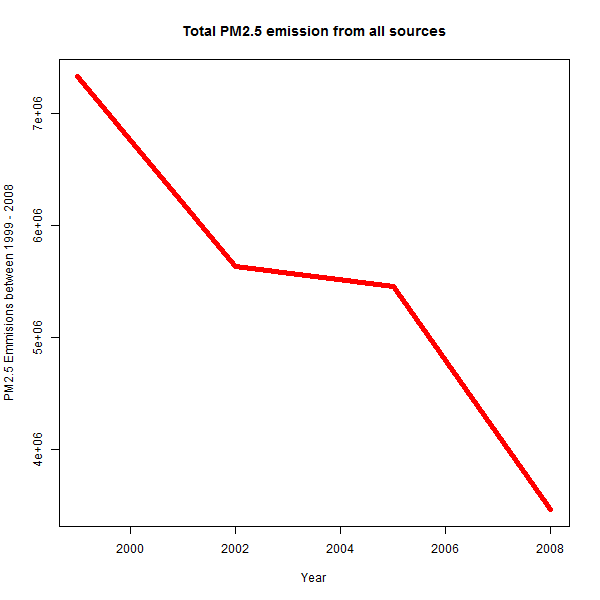 Total PM2.5 emission from all sources
PM2.5 Emmisions between 1999 - 2008
7e+06
6e+06
5e+06
4e+06
2000
2002
2004
2006
2008
Year